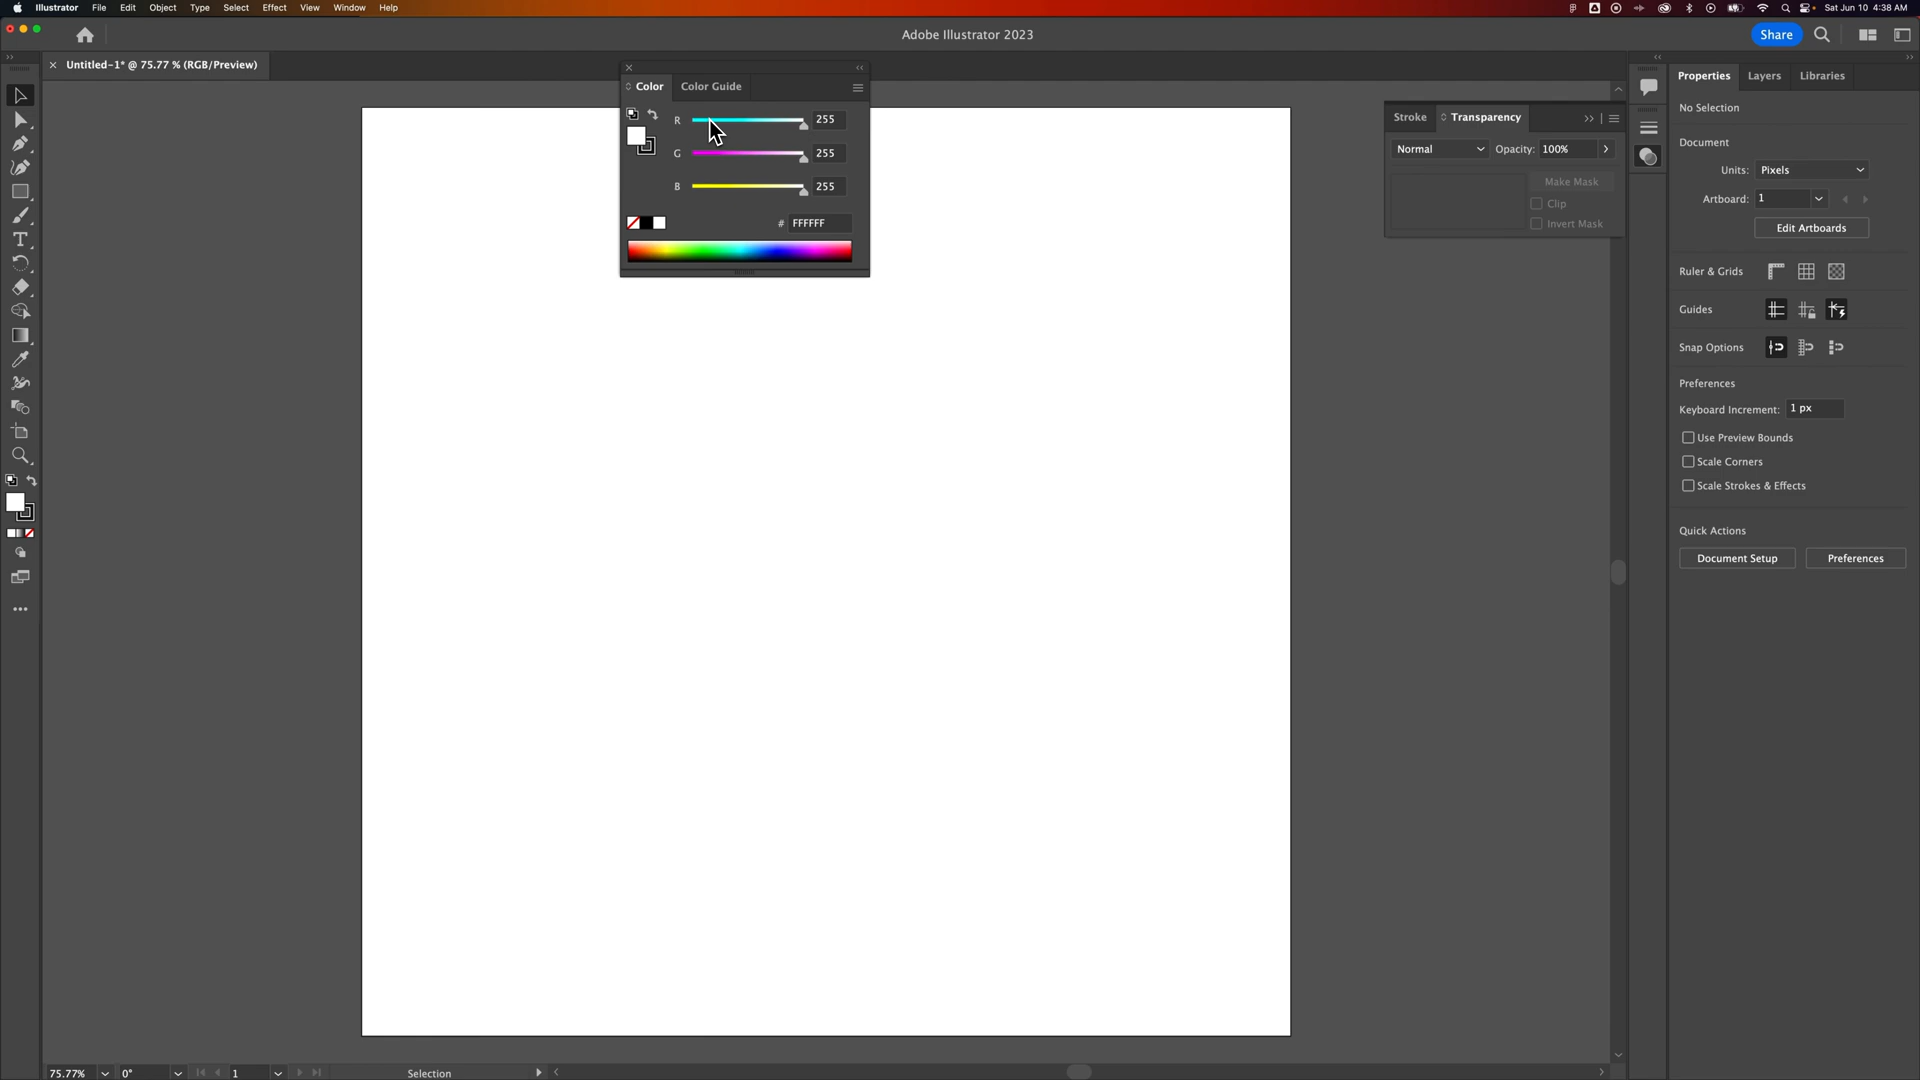 Illustrator File Edit Object Type Select Effect View Window Help Sat Jun 10 4:38 AM
Adobe Illustrator 2023 Share
Untitled-1* @ 75.77 % (RGB/Preview)
Color Color Guide
R 255
G 255
B 255
# FFFFFF
Stroke Transparency
Normal Opacity: 100%
Make Mask
Clip
Invert Mask
Properties Layers Libraries
No Selection
Document
Units: Pixels
Artboard: 1
Edit Artboards
Ruler & Grids
Guides
Snap Options
Preferences
Keyboard Increment: 1 px
Use Preview Bounds
Scale Corners
Scale Strokes & Effects
Quick Actions
Document Setup Preferences
75.77% 0° 1 Selection